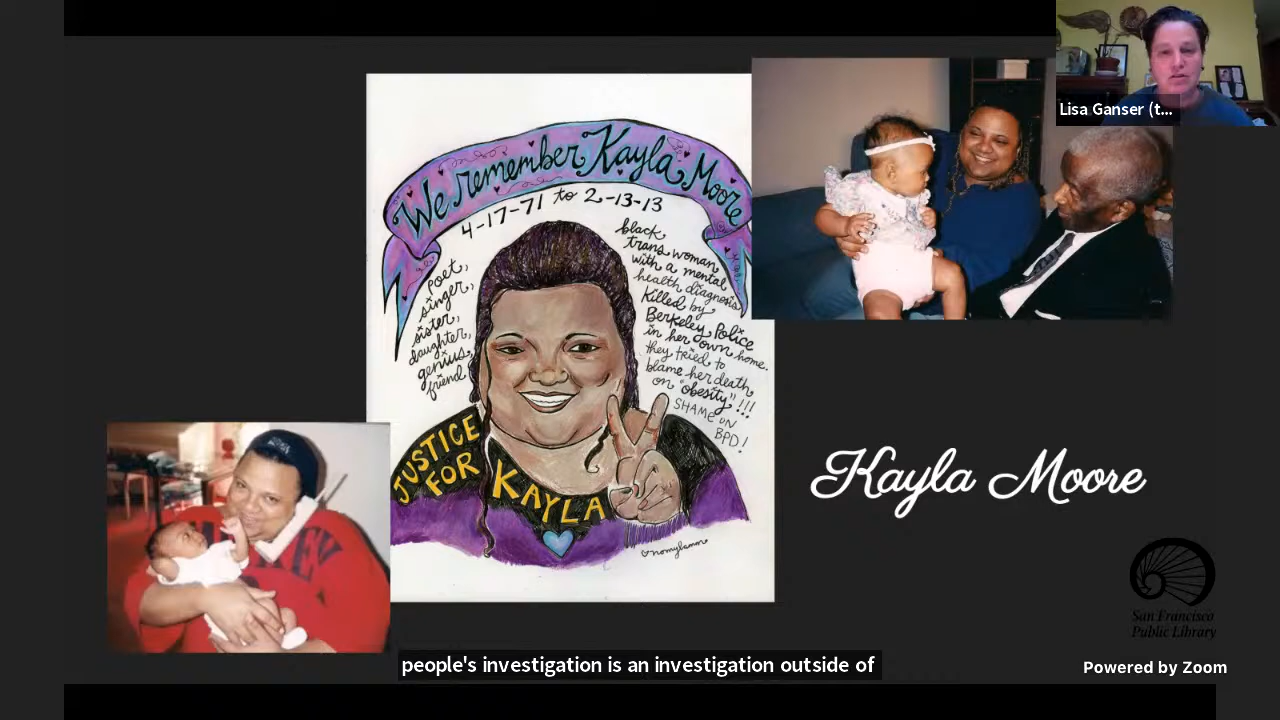 Lisa Ganser (t...
We remember Kayla Moore
4-17-71 to 2-13-13
poet,
singer,
sister,
daughter,
genius,
friend
black
trans woman
with a mental
health diagnosis
killed by
Berkeley Police
in her own home.
they tried to
blame her death
on "obesity"!!!
SHAME ON
BPD!
JUSTICE
FOR
KAYLA
nomylamm
Kayla Moore
San Francisco
Public Library
people's investigation is an investigation outside of
Powered by Zoom